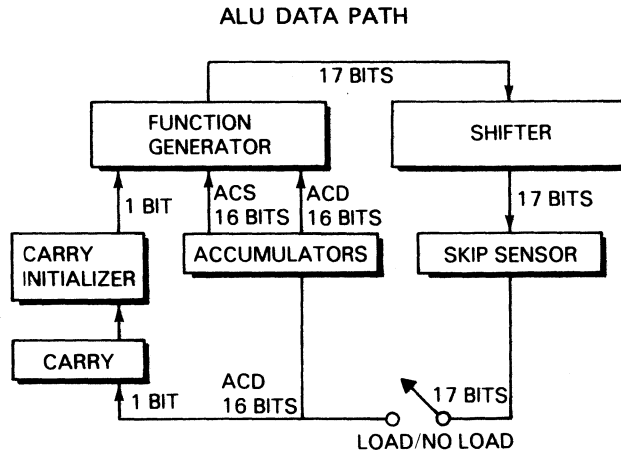 ALU DATA PATH
17 BITS
FUNCTION
GENERATOR
SHIFTER
1 BIT
ACS
16 BITS
ACD
16 BITS
17 BITS
CARRY
INITIALIZER
ACCUMULATORS
SKIP SENSOR
CARRY
1 BIT
ACD
16 BITS
17 BITS
LOAD/NO LOAD